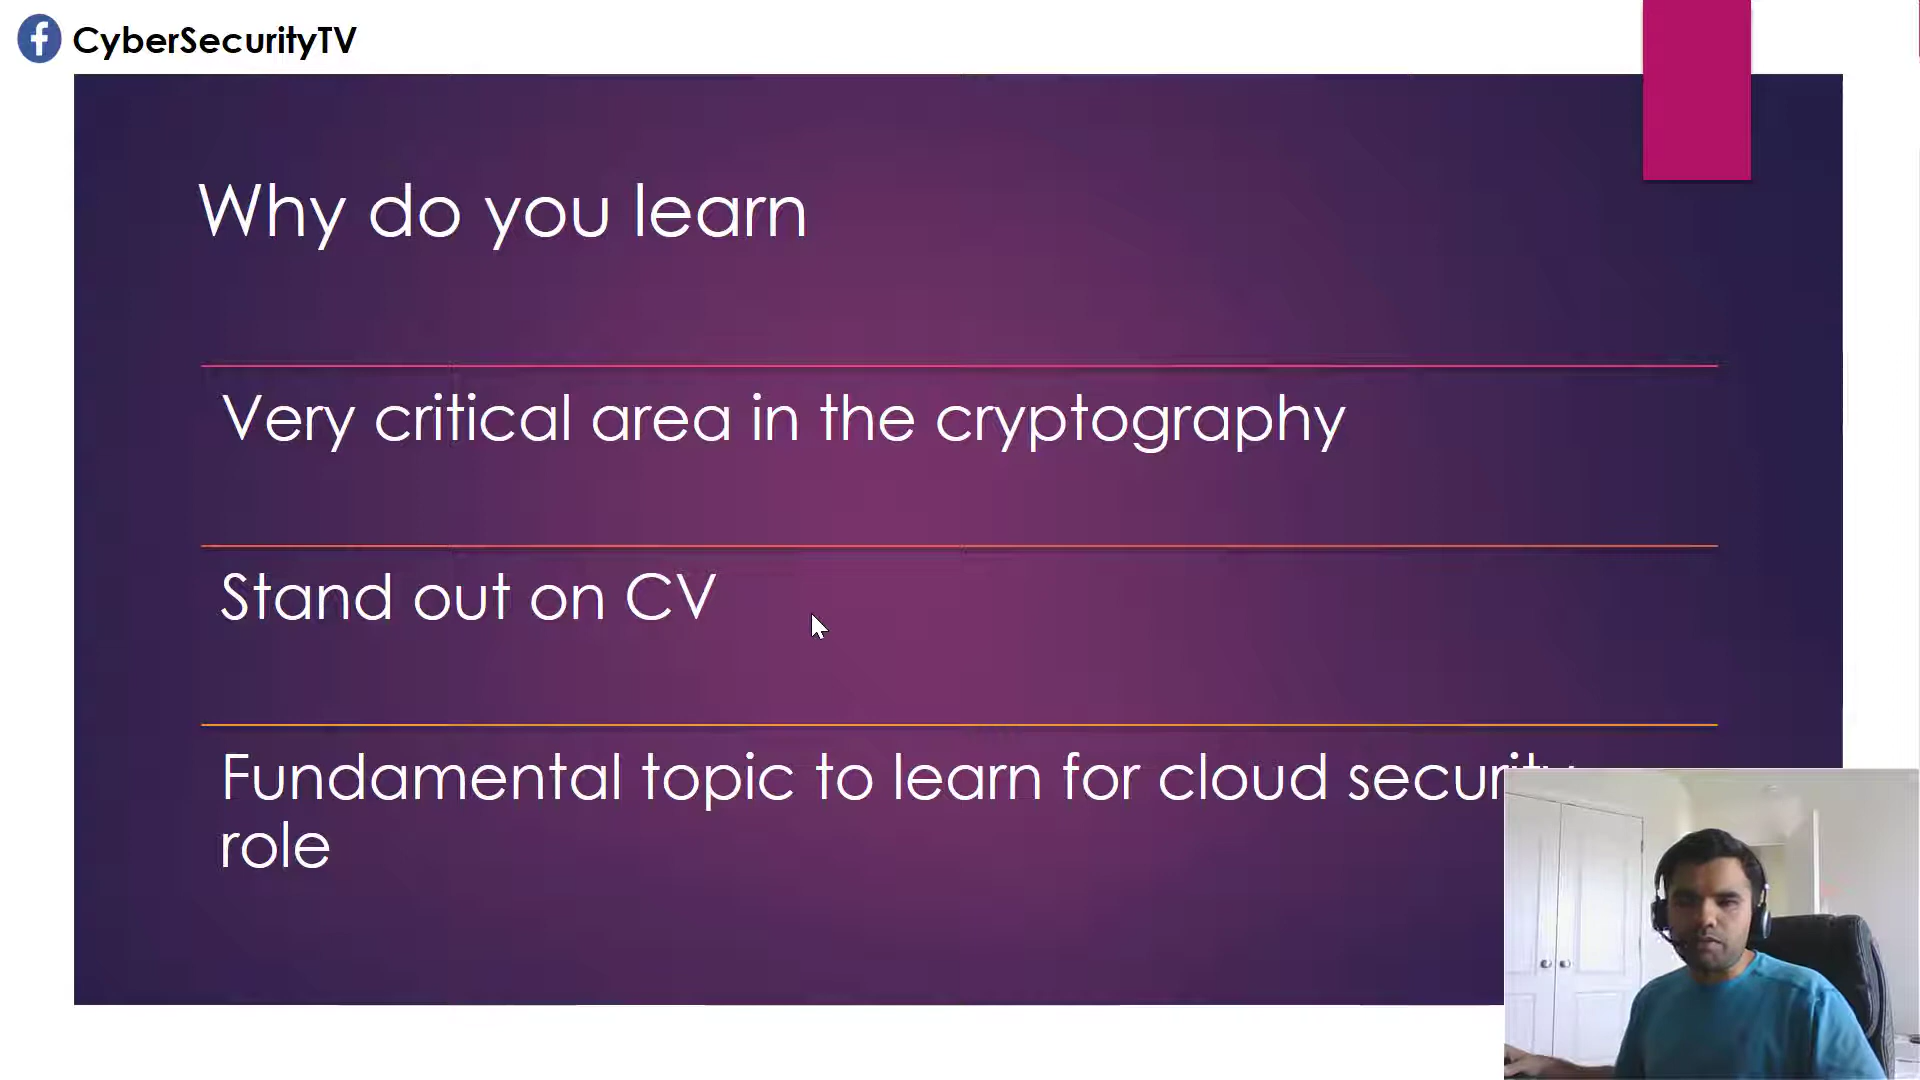 CyberSecurityTV
Why do you learn
Very critical area in the cryptography
Stand out on CV
Fundamental topic to learn for cloud security
role